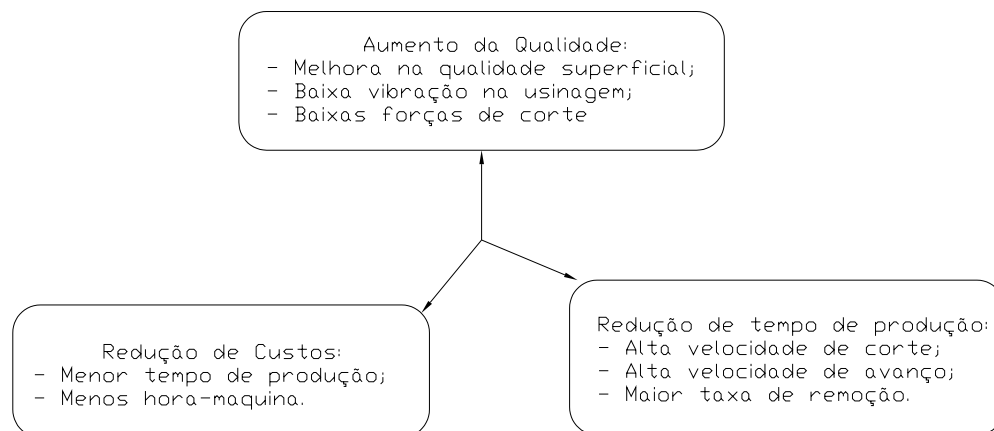 Aumento da Qualidade:
- Melhora na qualidade superficial;
- Baixa vibração na usinagem;
- Baixas forças de corte
Redução de Custos:
- Menor tempo de produção;
- Menos hora-maquina.
Redução de tempo de produção:
- Alta velocidade de corte;
- Alta velocidade de avanço;
- Maior taxa de remoção.